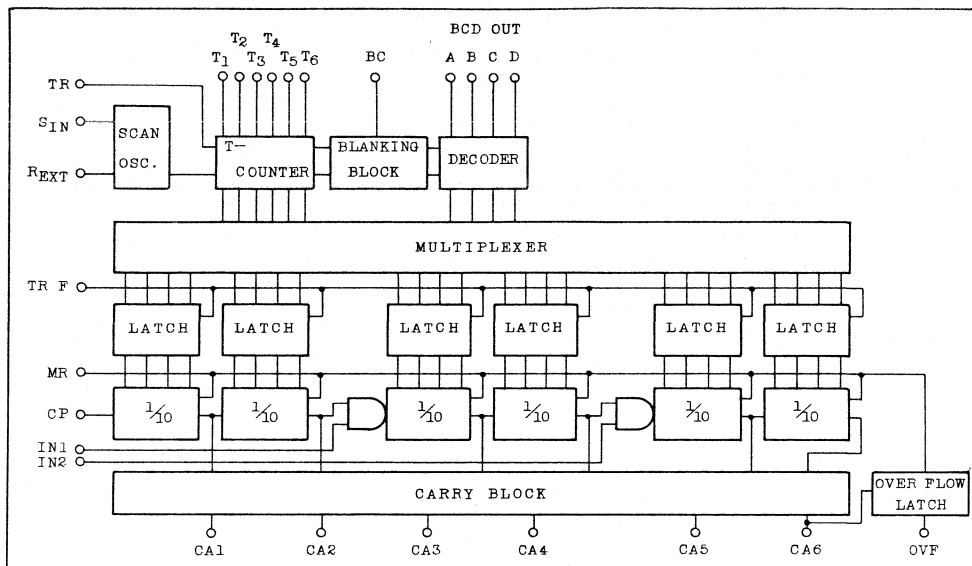 BCD OUT
T2 T4
T1 T3 T5 T6 BC A B C D
TR
SIN
SCAN
OSC.
REXT
T—
COUNTER
BLANKING
BLOCK
DECODER
MULTIPLEXER
TR F
LATCH LATCH LATCH LATCH LATCH LATCH
MR
CP
1/10 1/10 1/10 1/10 1/10 1/10
IN1
IN2
CARRY BLOCK
OVER FLOW
LATCH
CA1 CA2 CA3 CA4 CA5 CA6 OVF